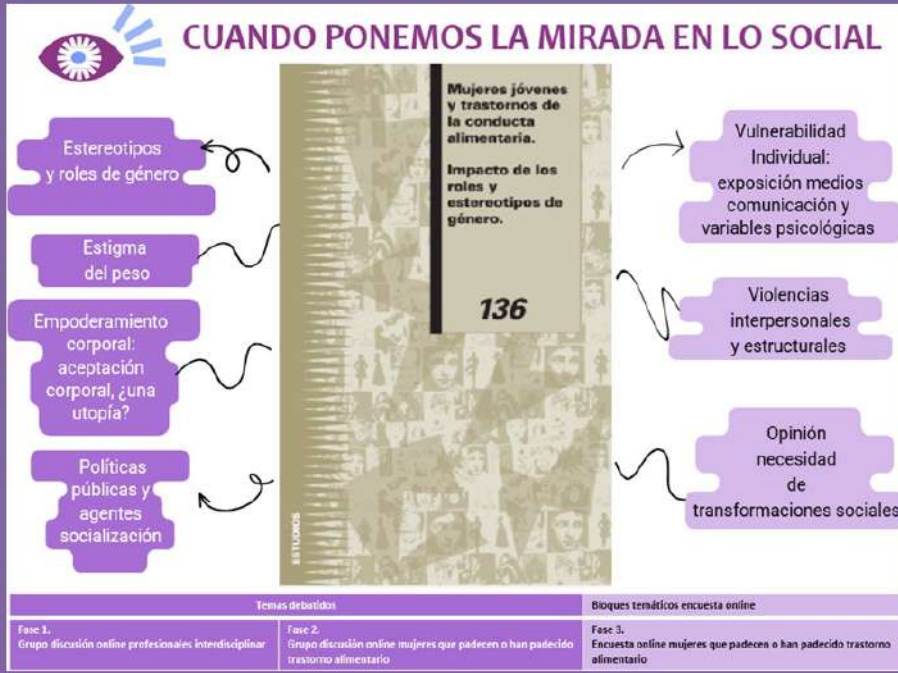 CUANDO PONEMOS LA MIRADA EN LO SOCIAL
Estereotipos
y roles de género
Estigma
del peso
Empoderamiento
corporal:
aceptación
corporal, ¿una
utopía?
Políticas
públicas y
agentes
socialización
Mujeres jóvenes
y trastornos de
la conducta
alimentaria.
Impacto de los
roles y
estereotipos de
género.
136
ESTUDIOS
Vulnerabilidad
Individual:
exposición medios
comunicación y
variables psicológicas
Violencias
interpersonales
y estructurales
Opinión
necesidad
de
transformaciones sociales
Temas debatidos
Bloques temáticos encuesta online
Fase 1.
Grupo discusión online profesionales interdisciplinar
Fase 2.
Grupo discusión online mujeres que padecen o han padecido
trastorno alimentario
Fase 3.
Encuesta online mujeres que padecen o han padecido trastorno
alimentario